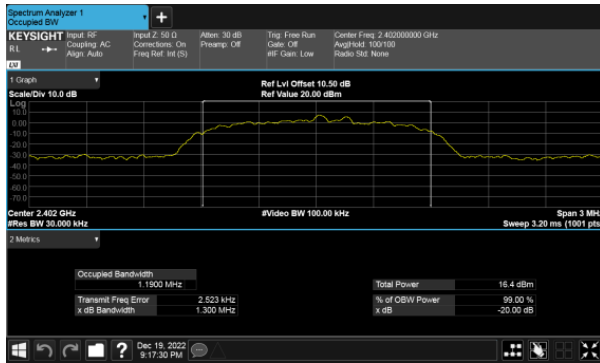 Spectrum Analyzer 1
Occupied BW
KEYSIGHT
Input: RF
Coupling: AC
Align: Auto
Input Z: 50 Ω
Corrections: On
Freq Ref: Int (S)
Atten: 30 dB
Preamp: Off
Trig: Free Run
Gate: Off
#IF Gain: Low
Center Freq: 2.402000000 GHz
Avg|Hold: 100/100
Radio Std: None
RL
LXI
1 Graph
Scale/Div 10.0 dB
Ref Lvl Offset 10.50 dB
Ref Value 20.00 dBm
Log
10.0
0.00
-10.0
-20.0
-30.0
-40.0
-50.0
-60.0
-70.0
Center 2.402 GHz
#Res BW 30.000 kHz
#Video BW 100.00 kHz
Span 3 MHz
Sweep 3.20 ms (1001 pts
2 Metrics
Occupied Bandwidth
1.1900 MHz
Transmit Freq Error 2.523 kHz
x dB Bandwidth 1.300 MHz
Total Power 16.4 dBm
% of OBW Power 99.00 %
x dB -20.00 dB
Dec 19, 2022
9:17:30 PM